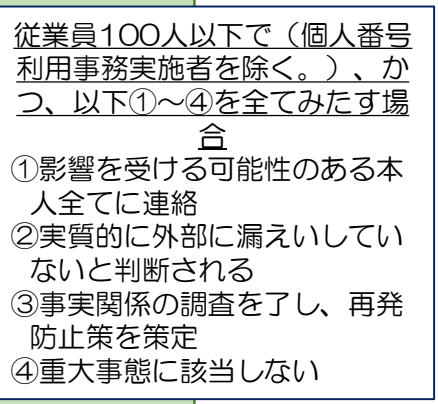 従業員100人以下で（個人番号
利用事務実施者を除く。）、か
つ、以下①～④を全てみたす場
合
①影響を受ける可能性のある本
人全てに連絡
②実質的に外部に漏えいしてい
ないと判断される
③事実関係の調査を了し、再発
防止策を策定
④重大事態に該当しない